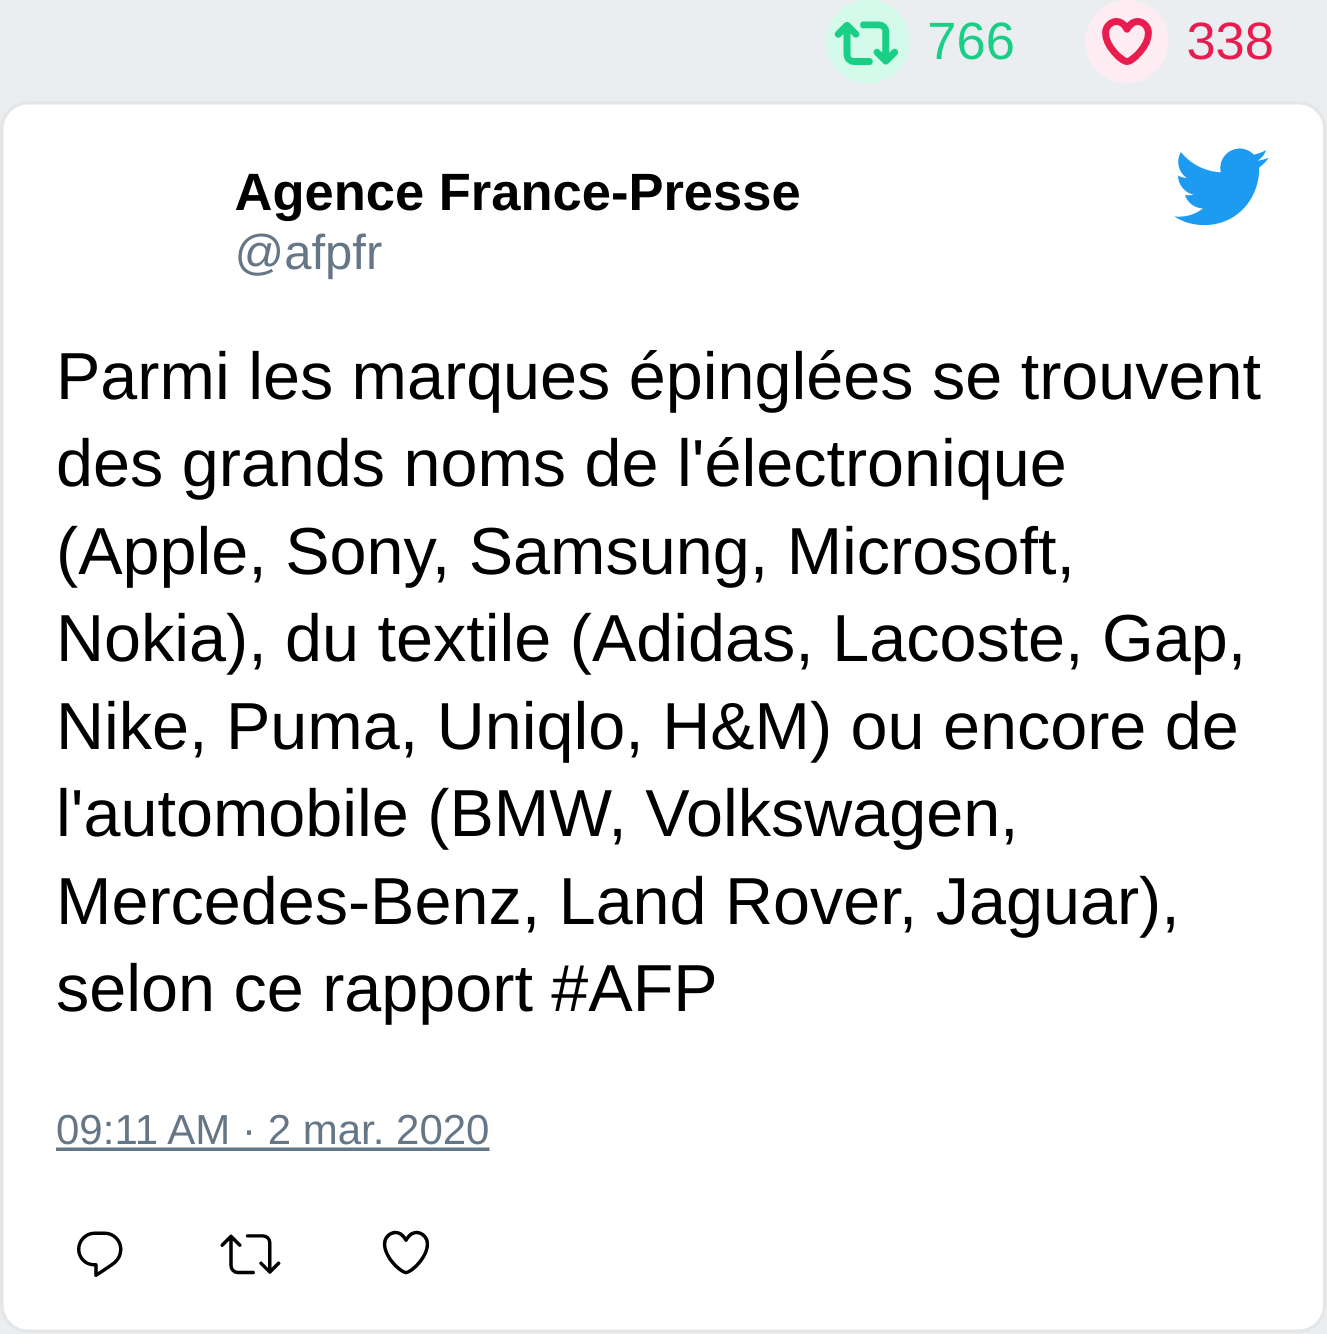 766 338
Agence France-Presse
@afpfr
Parmi les marques épinglées se trouvent
des grands noms de l'électronique
(Apple, Sony, Samsung, Microsoft,
Nokia), du textile (Adidas, Lacoste, Gap,
Nike, Puma, Uniqlo, H&M) ou encore de
l'automobile (BMW, Volkswagen,
Mercedes-Benz, Land Rover, Jaguar),
selon ce rapport #AFP
09:11 AM · 2 mar. 2020